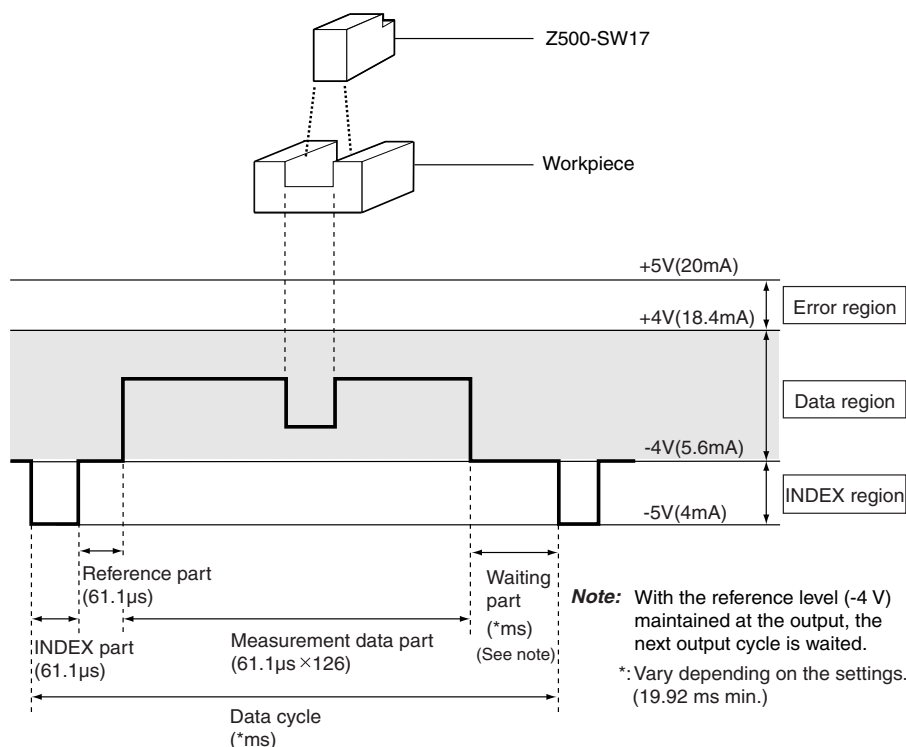 Z500-SW17
Workpiece
+5V(20mA)
Error region
+4V(18.4mA)
Data region
-4V(5.6mA)
INDEX region
-5V(4mA)
Reference part
(61.1μs)
INDEX part
(61.1μs)
Measurement data part
(61.1μs ×126)
Waiting
part
(*ms)
(See note)
Data cycle
(*ms)
Note: With the reference level (-4 V)
maintained at the output, the
next output cycle is waited.
*: Vary depending on the settings.
(19.92 ms min.)